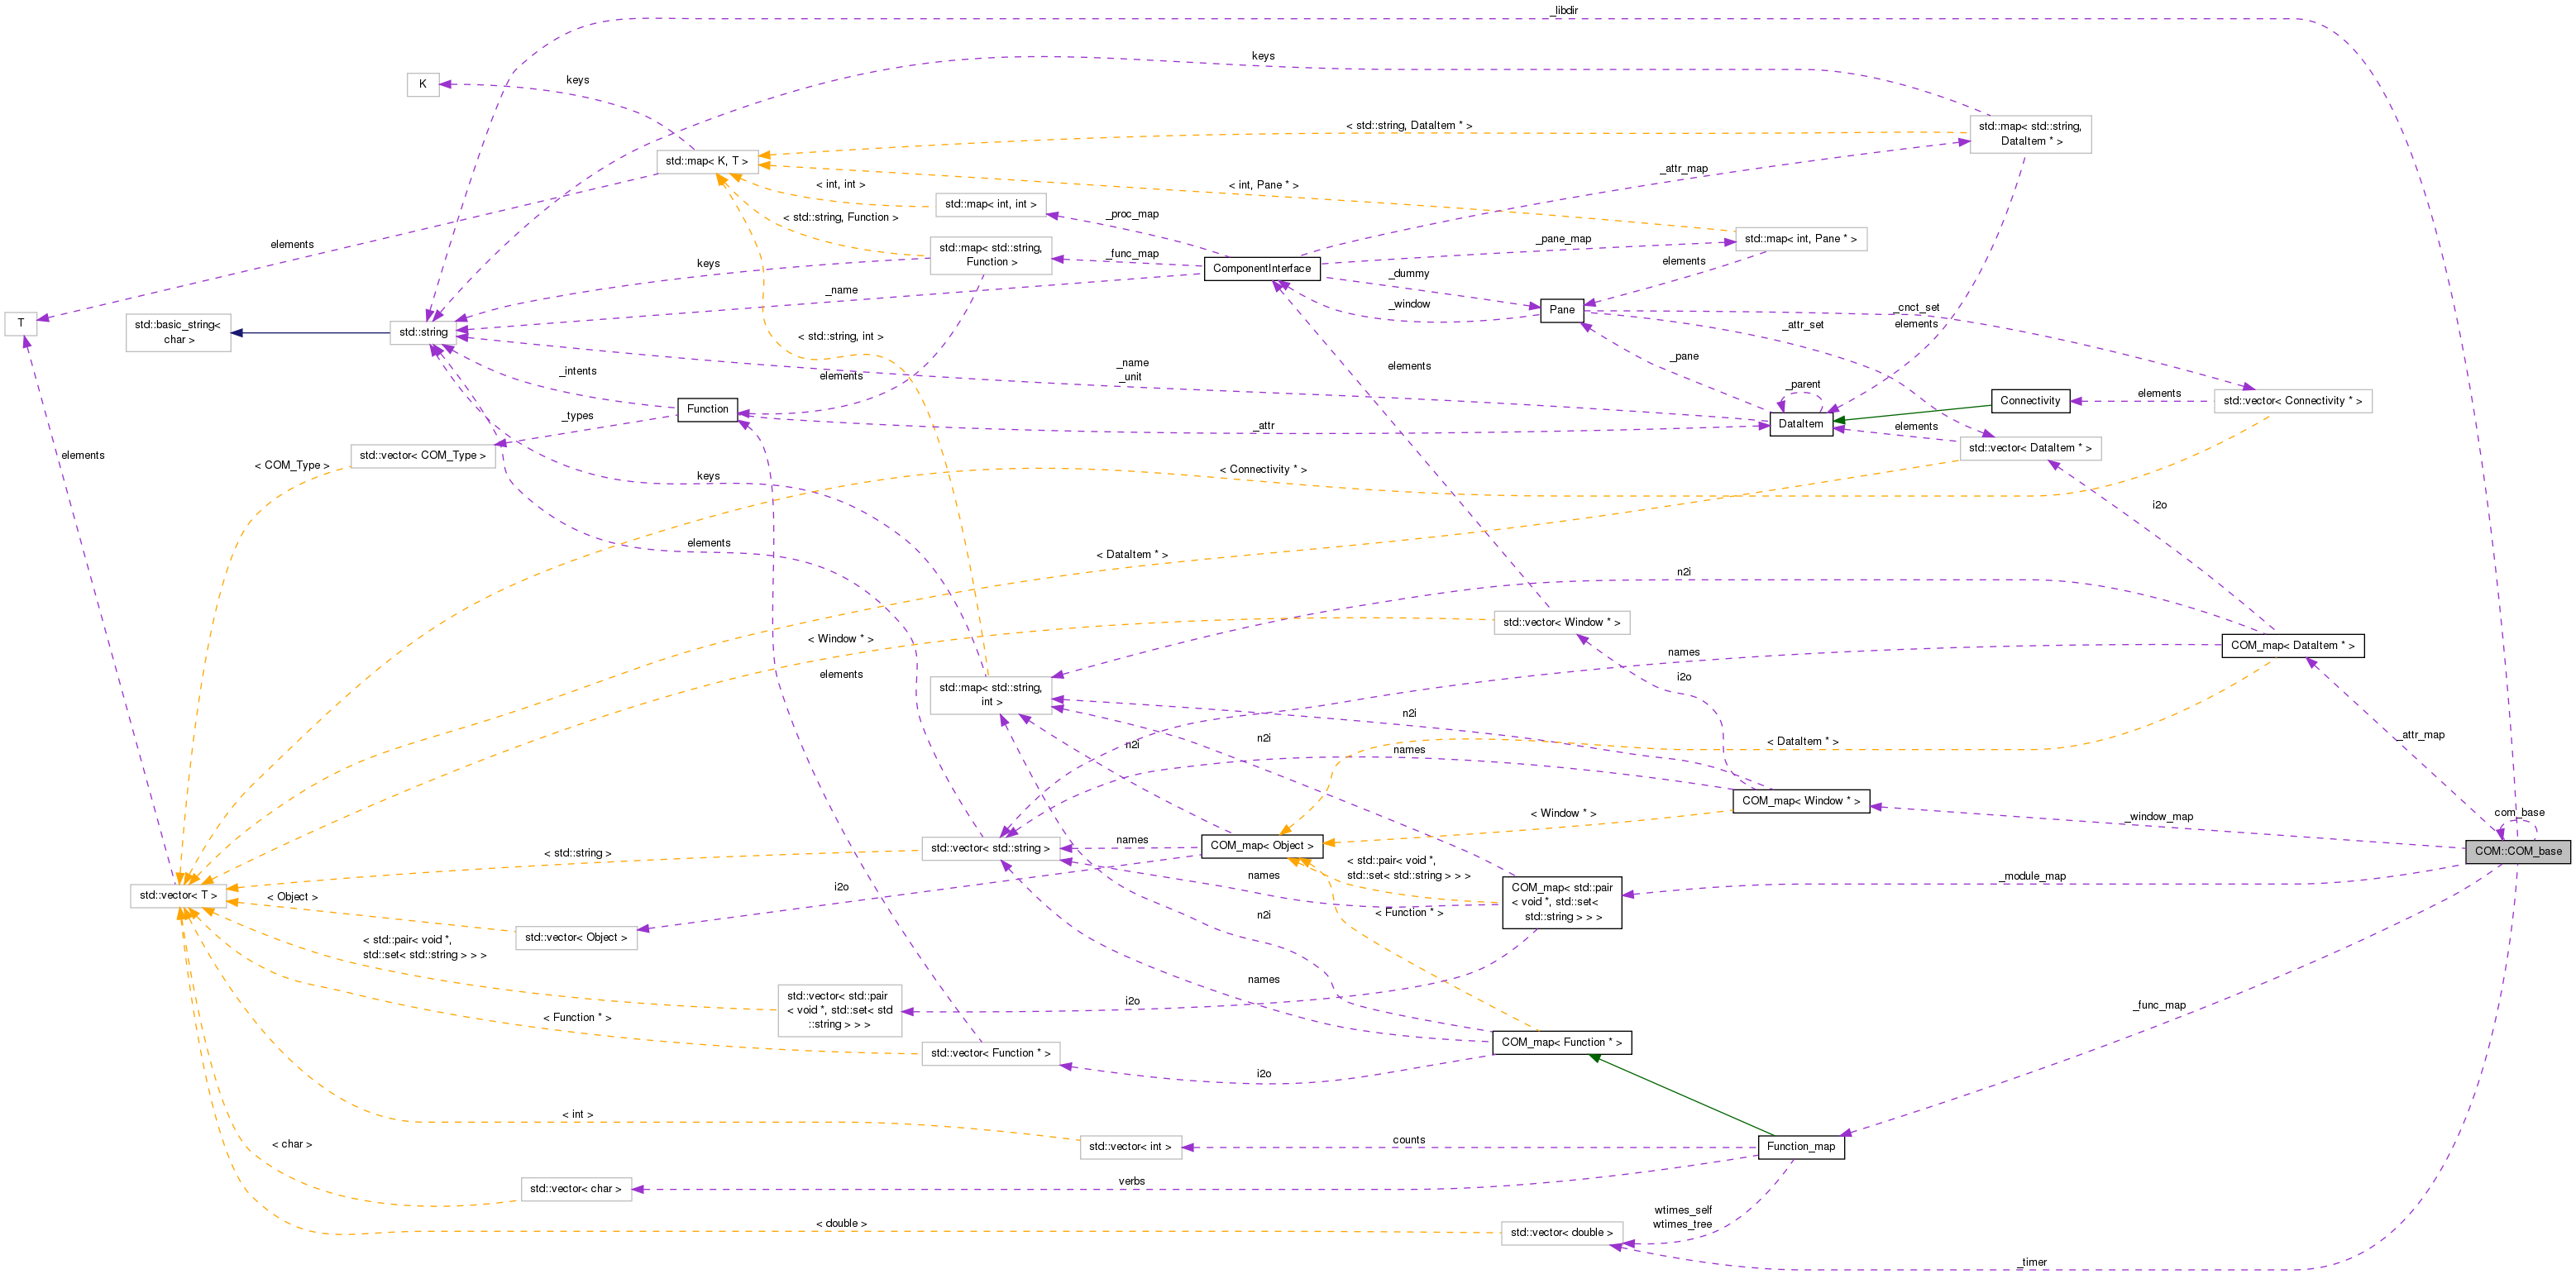 _libdir
keys
keys
K
< std::string, DataItem * >
std::map< std::string,
DataItem * >
std::map< K, T >
_attr_map
< int, int >
< int, Pane * >
std::map< int, int >
_proc_map
< std::string, Function >
elements
std::map< std::string,
Function >
_func_map
_pane_map
std::map< int, Pane * >
keys
elements
ComponentInterface
_dummy
_name
_window
_cnct_set
Pane
T
std::basic_string<
char >
std::string
_attr_set
elements
< std::string, int >
_pane
_name
_unit
_intents
elements
elements
_parent
elements
Connectivity
std::vector< Connectivity * >
Function
_types
_attr
DataItem
elements
std::vector< DataItem * >
elements
std::vector< COM_Type >
< COM_Type >
< Connectivity * >
keys
i2o
elements
< DataItem * >
n2i
std::vector< Window * >
< Window * >
names
COM_map< DataItem * >
elements
i2o
std::map< std::string,
int >
n2i
n2i
n2i
names
< DataItem * >
_attr_map
COM_map< Window * >
< Window * >
_window_map
com_base
COM_map< Object >
names
std::vector< std::string >
< std::string >
COM::COM_base
< std::pair< void *,
std::set< std::string > > >
names
_module_map
i2o
COM_map< std::pair
< void *, std::set<
std::string > > >
std::vector< T >
< Object >
n2i
< Function * >
std::vector< Object >
< std::pair< void *,
std::set< std::string > > >
names
std::vector< std::pair
< void *, std::set< std
::string > > >
i2o
_func_map
< Function * >
COM_map< Function * >
std::vector< Function * >
i2o
< int >
counts
std::vector< int >
Function_map
< char >
verbs
std::vector< char >
wtimes_self
wtimes_tree
< double >
std::vector< double >
_timer